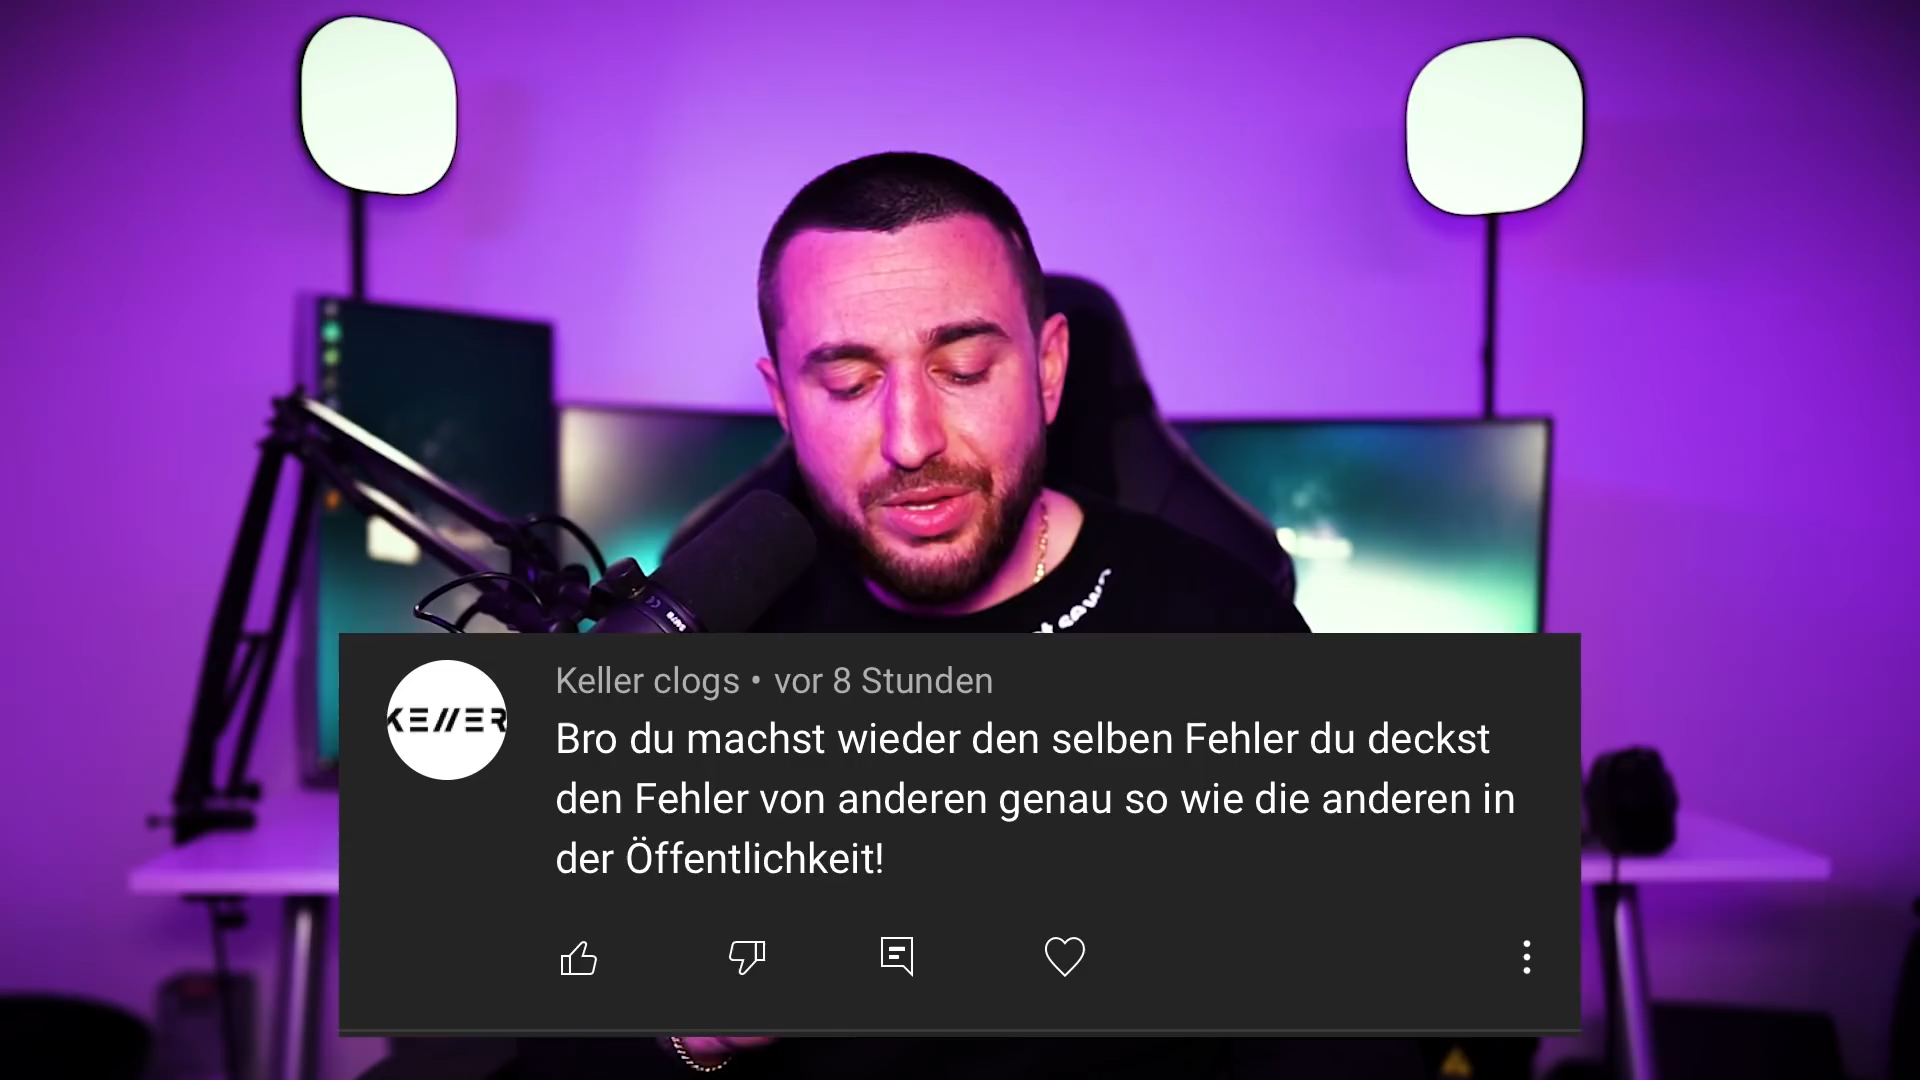 Keller clogs • vor 8 Stunden
KELLER
Bro du machst wieder den selben Fehler du deckst
den Fehler von anderen genau so wie die anderen in
der Öffentlichkeit!